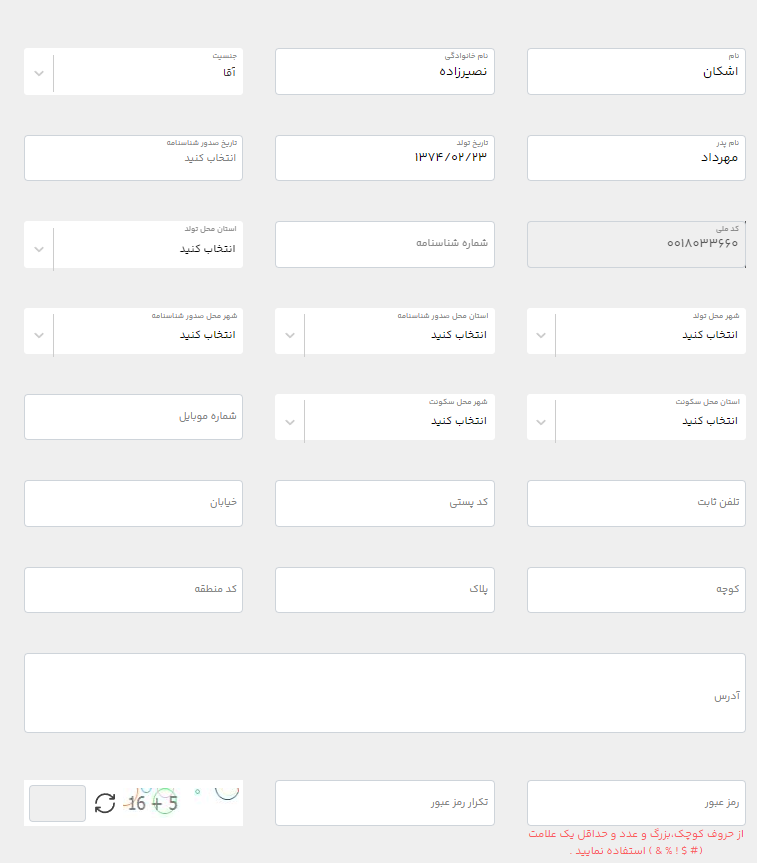 نام
اشکان
نام خانوادگی
نصیرزاده
جنسیت
آقا
نام پدر
مهرداد
تاریخ تولد
۱۳۷۴/۰۲/۲۳
تاریخ صدور شناسنامه
انتخاب کنید
کد ملی
۰۰۱۸۰۳۳۶۶۰
شماره شناسنامه
استان محل تولد
انتخاب کنید
شهر محل تولد
انتخاب کنید
استان محل صدور شناسنامه
انتخاب کنید
شهر محل صدور شناسنامه
انتخاب کنید
استان محل سکونت
انتخاب کنید
شهر محل سکونت
انتخاب کنید
شماره موبایل
تلفن ثابت
کد پستی
خیابان
کوچه
پلاک
کد منطقه
آدرس
رمز عبور
تکرار رمز عبور
16 + 5
از حروف کوچک،بزرگ و عدد و حداقل یک علامت
(# $ ! % & ) استفاده نمایید .